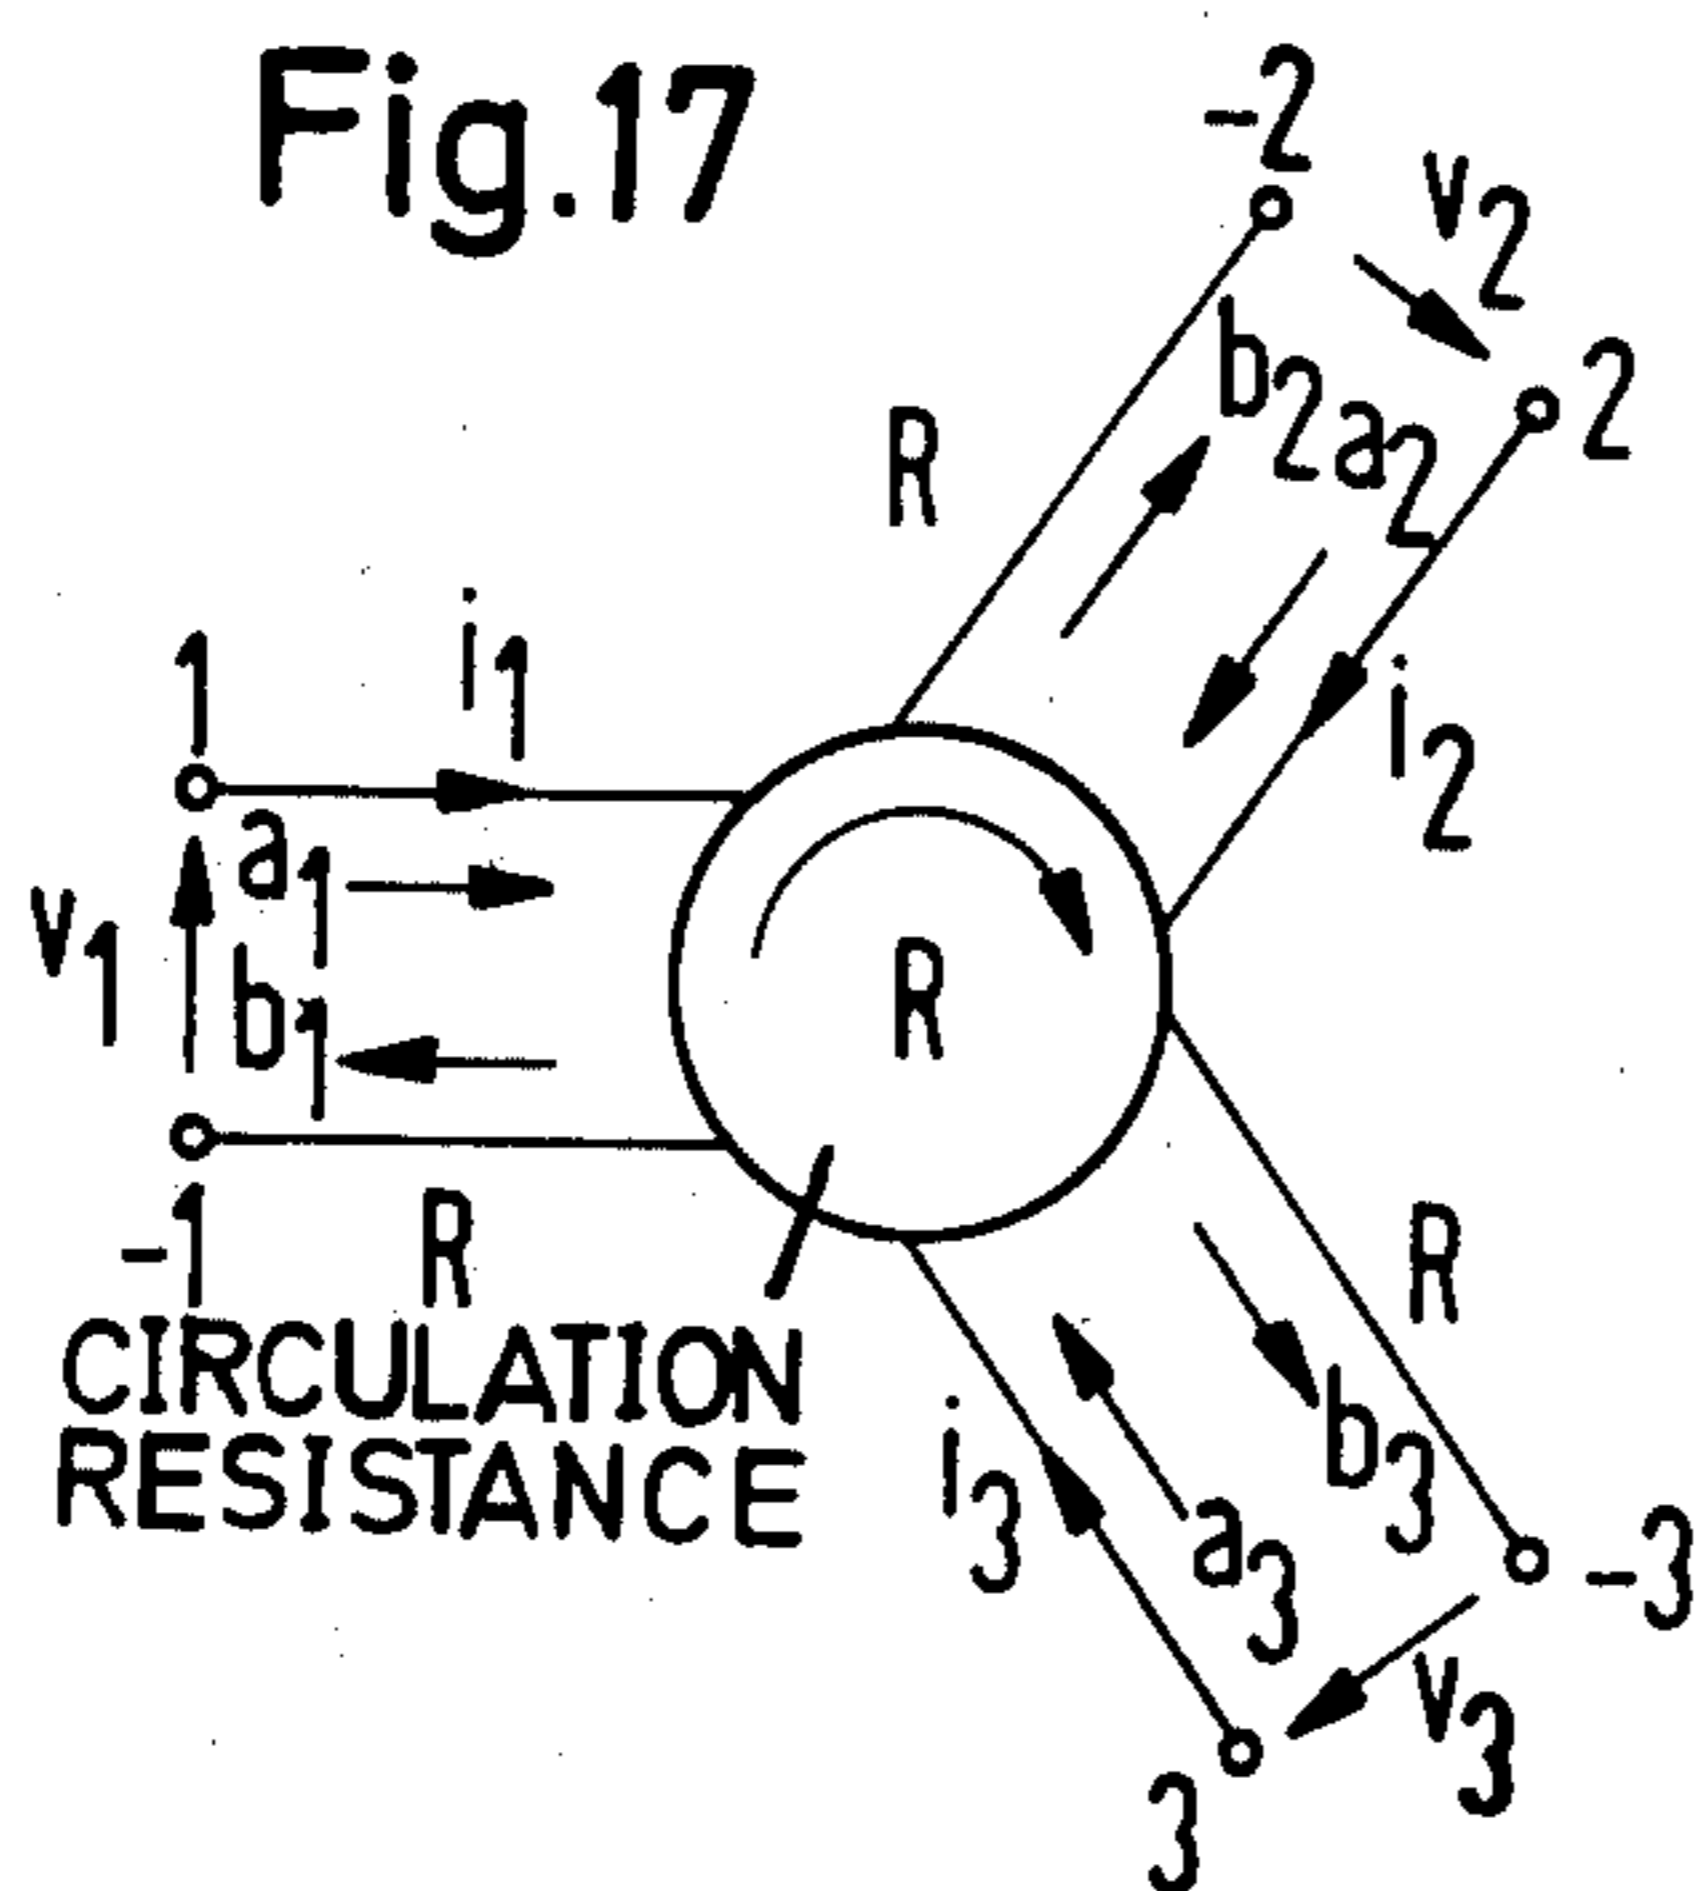 Fig.17
-2
v2
2
b2
a2
R
i2
i1
1
a1
v1
b1
R
-1
R
CIRCULATION
RESISTANCE
R
b3
i3
a3
-3
v3
3